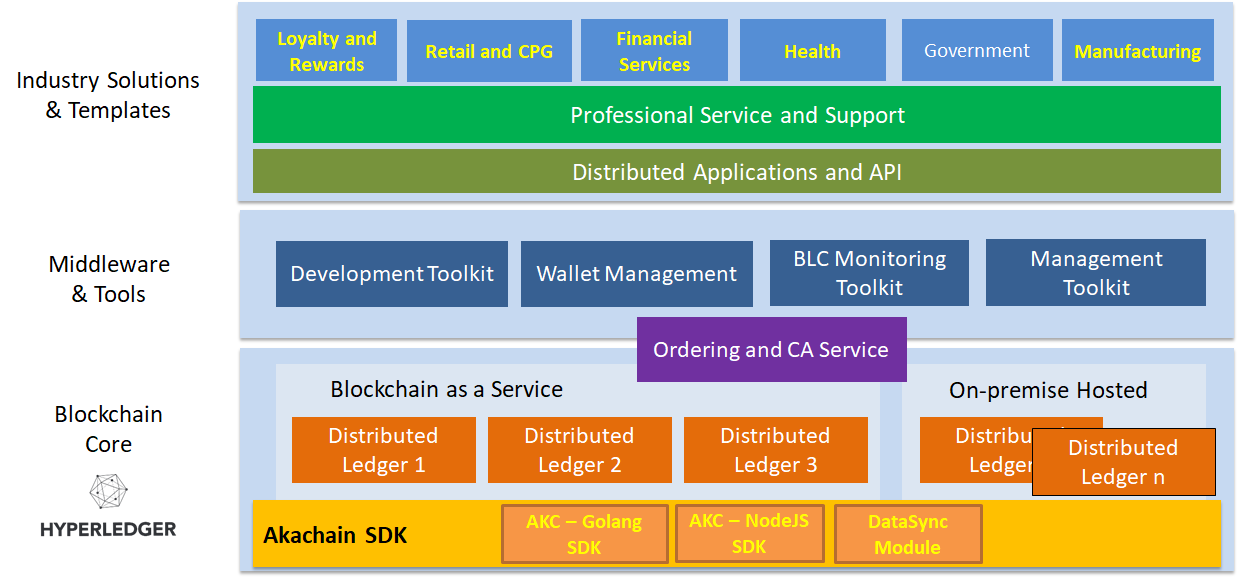 Industry Solutions
& Templates
Loyalty and
Rewards
Retail and CPG
Financial
Services
Health
Government
Manufacturing
Professional Service and Support
Distributed Applications and API
Middleware
& Tools
Development Toolkit
Wallet Management
BLC Monitoring
Toolkit
Management
Toolkit
Ordering and CA Service
Blockchain
Core
HYPERLEDGER
Blockchain as a Service
Distributed
Ledger 1
Distributed
Ledger 2
Distributed
Ledger 3
On-premise Hosted
Ledger
Distributed
Ledger n
Akachain SDK
AKC – Golang
SDK
AKC – NodeJS
SDK
DataSync
Module